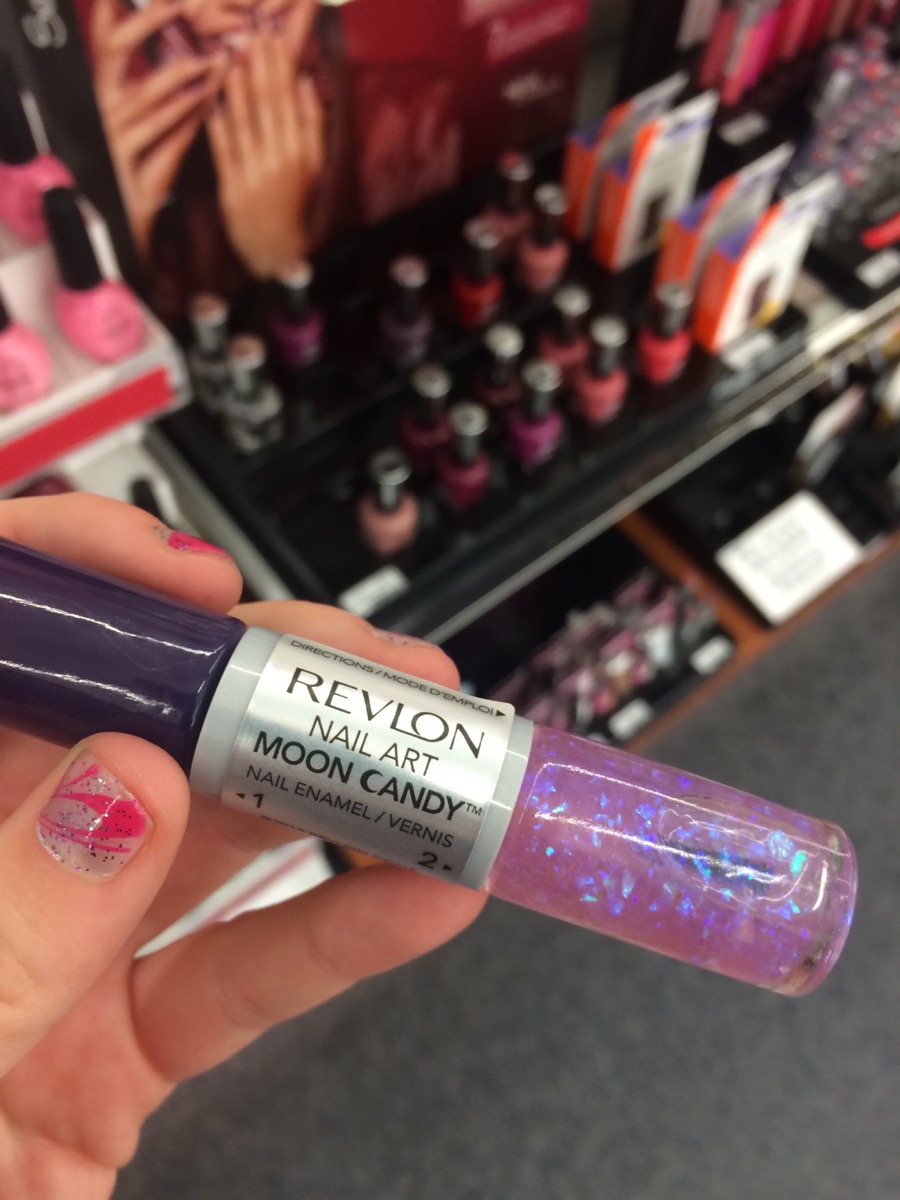 DIRECTIONS / MODE D'EMPLOI ▶
REVLON
NAIL ART
MOON CANDY™
NAIL ENAMEL / VERNIS
◂1
2▸